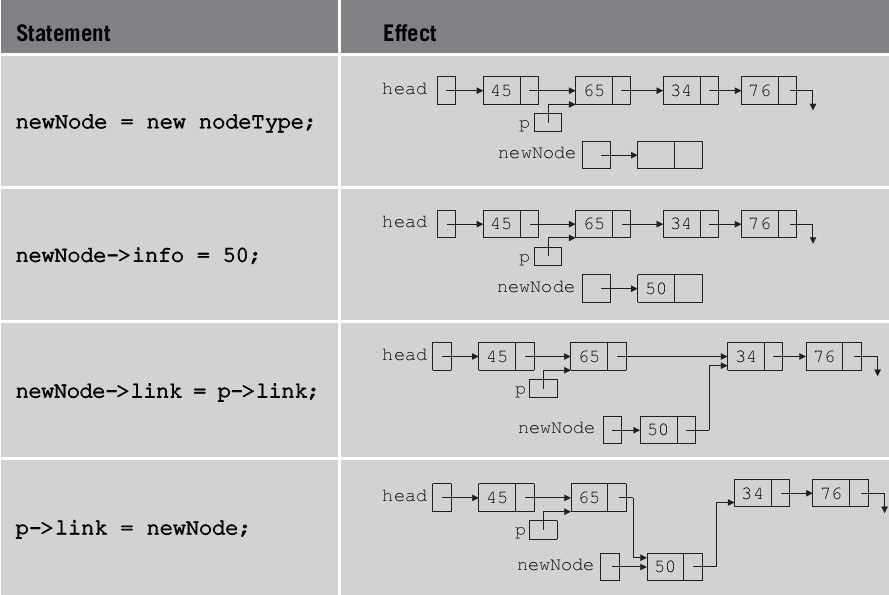 Statement Effect
newNode = new nodeType;
head 45 65 34 76
p
newNode
newNode->info = 50;
head 45 65 34 76
p
newNode 50
newNode->link = p->link;
head 45 65 34 76
p
newNode 50
p->link = newNode;
head 45 65 34 76
p
newNode 50